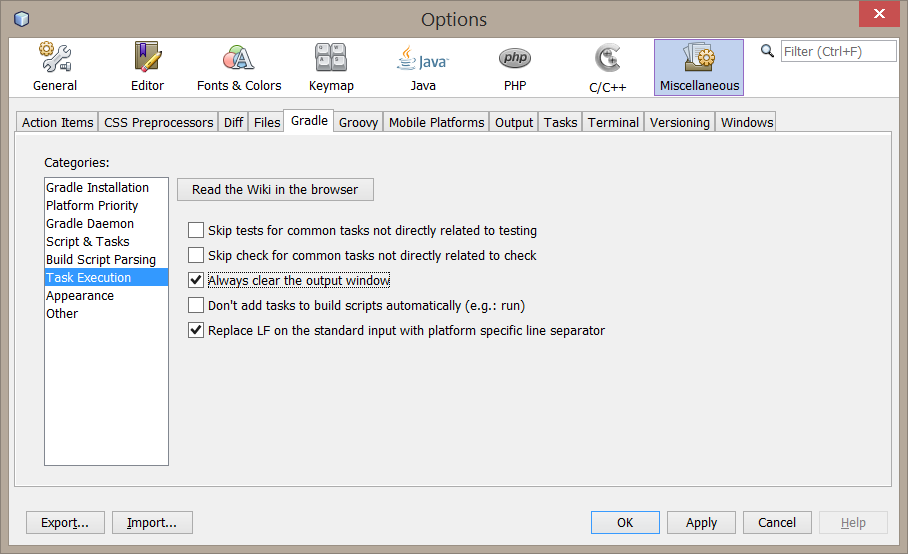 Options
General
Editor
Fonts & Colors
Keymap
Java
Java
php
PHP
C/C++
Miscellaneous
Filter (Ctrl+F)
Action Items CSS Preprocessors Diff Files Gradle Groovy Mobile Platforms Output Tasks Terminal Versioning Windows
Categories:
Gradle Installation
Platform Priority
Gradle Daemon
Script & Tasks
Build Script Parsing
Task Execution
Appearance
Other
Read the Wiki in the browser
Skip tests for common tasks not directly related to testing
Skip check for common tasks not directly related to check
Always clear the output window
Don't add tasks to build scripts automatically (e.g.: run)
Replace LF on the standard input with platform specific line separator
Export... Import... OK Apply Cancel Help